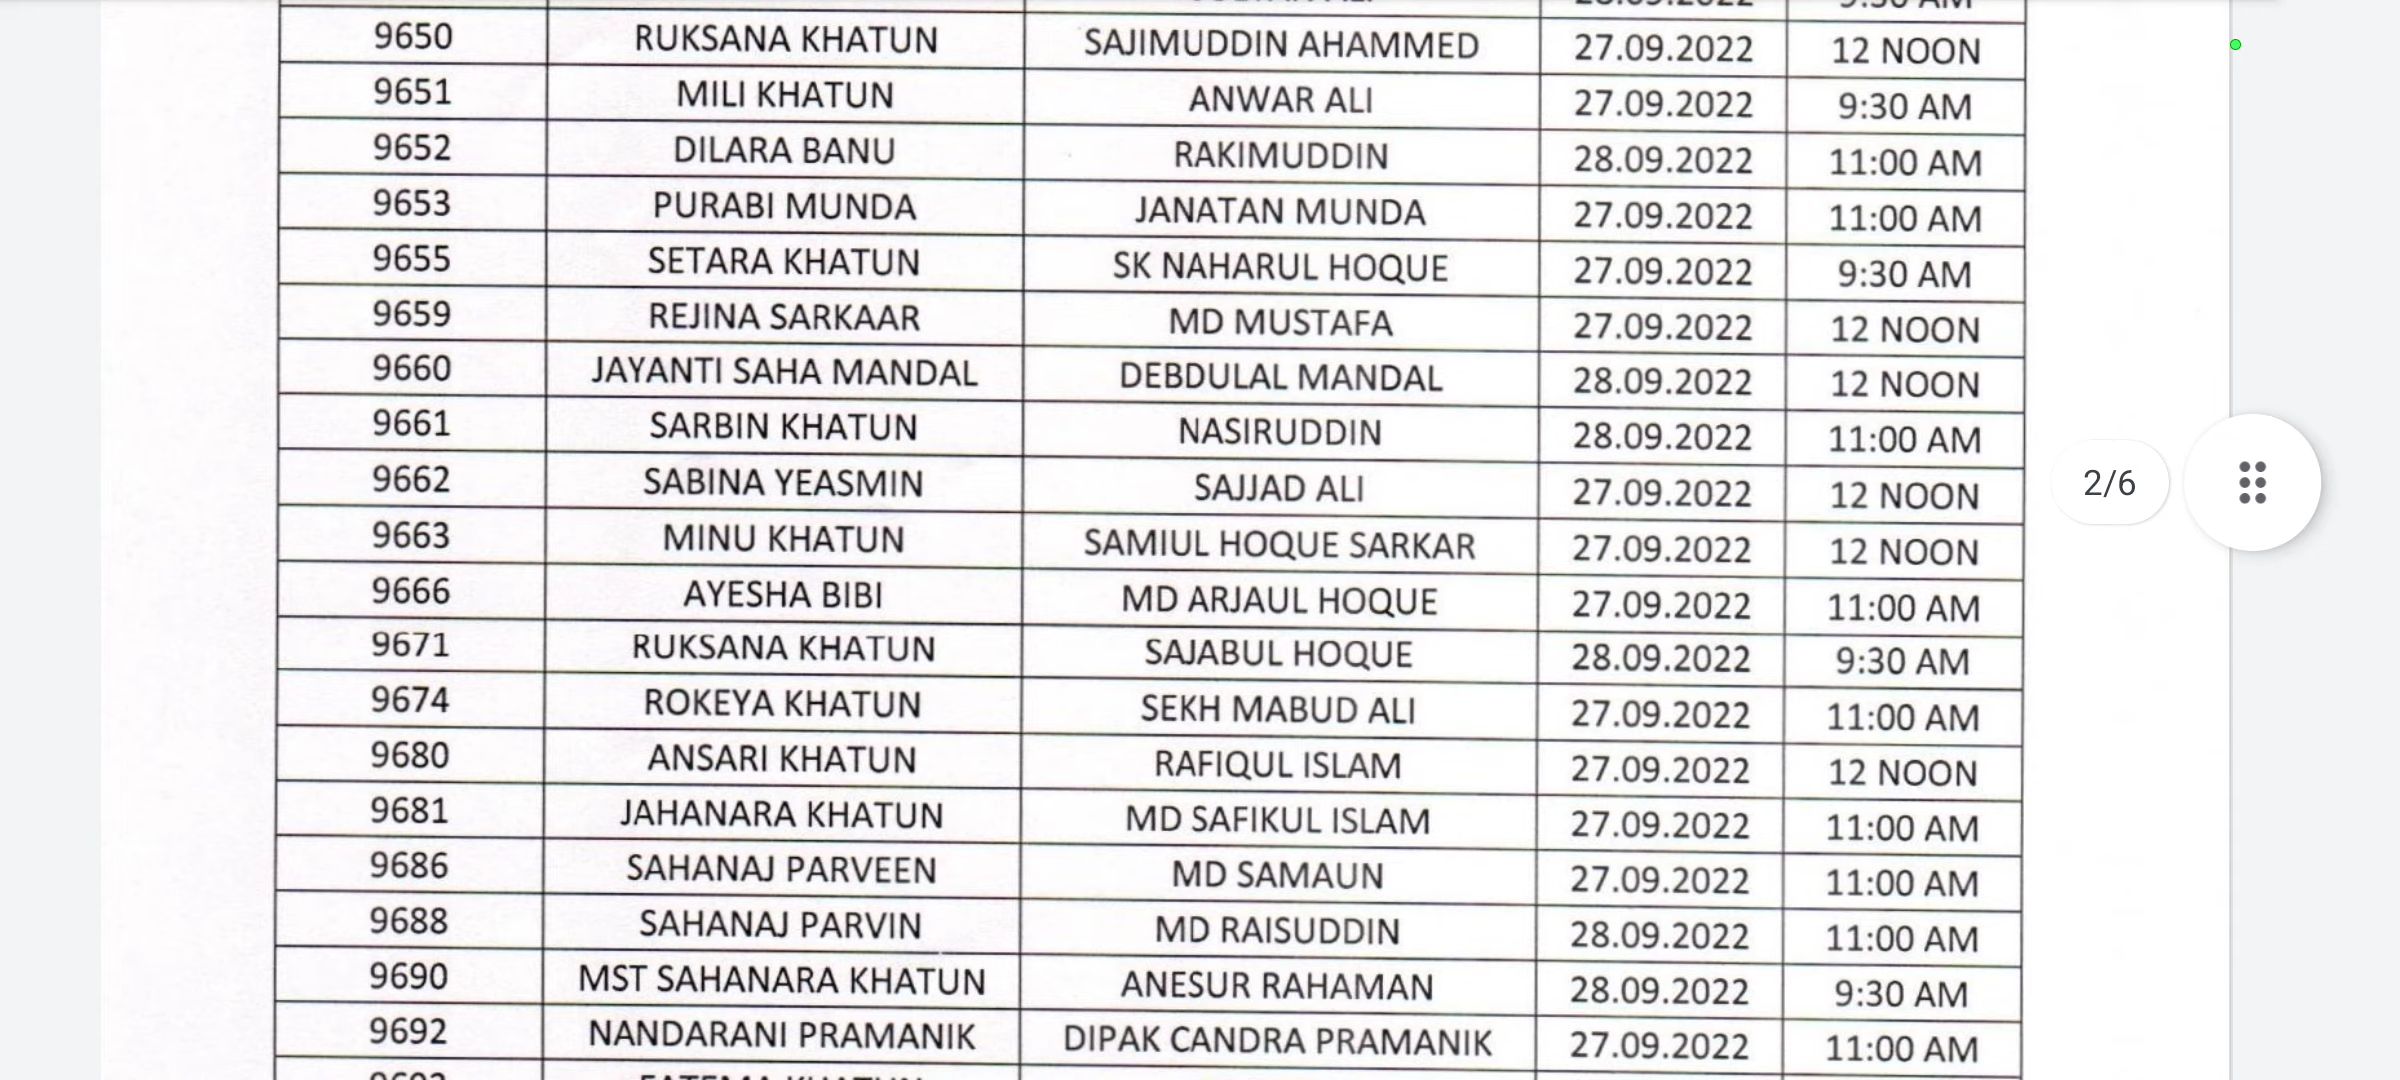 9650 RUKSANA KHATUN SAJIMUDDIN AHAMMED 27.09.2022 12 NOON
9651 MILI KHATUN ANWAR ALI 27.09.2022 9:30 AM
9652 DILARA BANU RAKIMUDDIN 28.09.2022 11:00 AM
9653 PURABI MUNDA JANATAN MUNDA 27.09.2022 11:00 AM
9655 SETARA KHATUN SK NAHARUL HOQUE 27.09.2022 9:30 AM
9659 REJINA SARKAAR MD MUSTAFA 27.09.2022 12 NOON
9660 JAYANTI SAHA MANDAL DEBDULAL MANDAL 28.09.2022 12 NOON
9661 SARBIN KHATUN NASIRUDDIN 28.09.2022 11:00 AM
9662 SABINA YEASMIN SAJJAD ALI 27.09.2022 12 NOON
2/6
9663 MINU KHATUN SAMIUL HOQUE SARKAR 27.09.2022 12 NOON
9666 AYESHA BIBI MD ARJAUL HOQUE 27.09.2022 11:00 AM
9671 RUKSANA KHATUN SAJABUL HOQUE 28.09.2022 9:30 AM
9674 ROKEYA KHATUN SEKH MABUD ALI 27.09.2022 11:00 AM
9680 ANSARI KHATUN RAFIQUL ISLAM 27.09.2022 12 NOON
9681 JAHANARA KHATUN MD SAFIKUL ISLAM 27.09.2022 11:00 AM
9686 SAHANAJ PARVEEN MD SAMAUN 27.09.2022 11:00 AM
9688 SAHANAJ PARVIN MD RAISUDDIN 28.09.2022 11:00 AM
9690 MST SAHANARA KHATUN ANESUR RAHAMAN 28.09.2022 9:30 AM
9692 NANDARANI PRAMANIK DIPAK CANDRA PRAMANIK 27.09.2022 11:00 AM